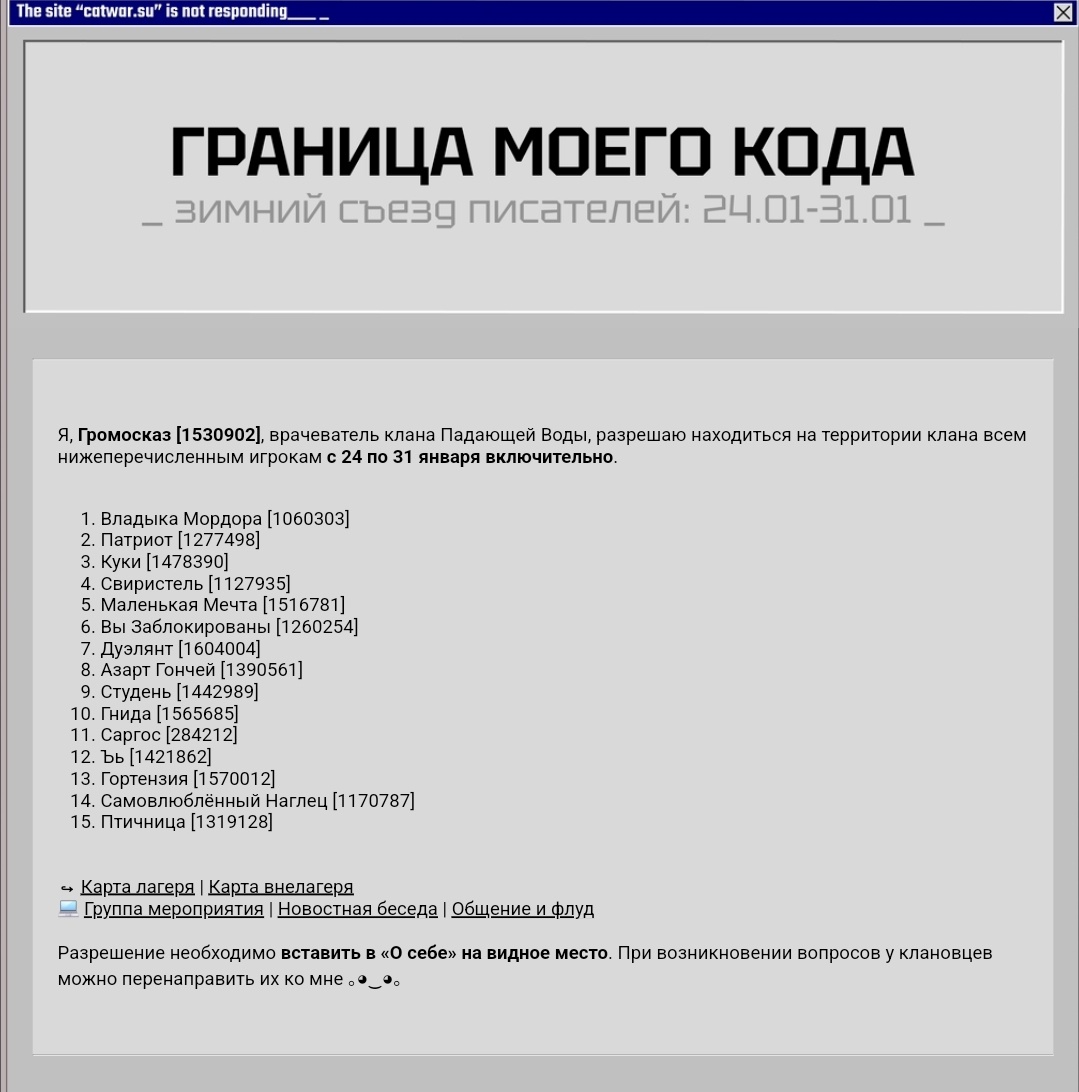 The site “catwar.su” is not responding___ _
ГРАНИЦА МОЕГО КОДА
_ зимний съезд писателей: 24.01-31.01 _
Я, Громосказ [1530902], врачеватель клана Падающей Воды, разрешаю находиться на территории клана всем
нижеперечисленным игрокам с 24 по 31 января включительно.
1. Владыка Мордора [1060303]
2. Патриот [1277498]
3. Куки [1478390]
4. Свиристель [1127935]
5. Маленькая Мечта [1516781]
6. Вы Заблокированы [1260254]
7. Дуэлянт [1604004]
8. Азарт Гончей [1390561]
9. Студень [1442989]
10. Гнида [1565685]
11. Саргос [284212]
12. Ъь [1421862]
13. Гортензия [1570012]
14. Самовлюблённый Наглец [1170787]
15. Птичница [1319128]
↪ Карта лагеря | Карта внелагеря
💻 Группа мероприятия | Новостная беседа | Общение и флуд
Разрешение необходимо вставить в «О себе» на видное место. При возникновении вопросов у клановцев
можно перенаправить их ко мне ｡◕‿◕｡